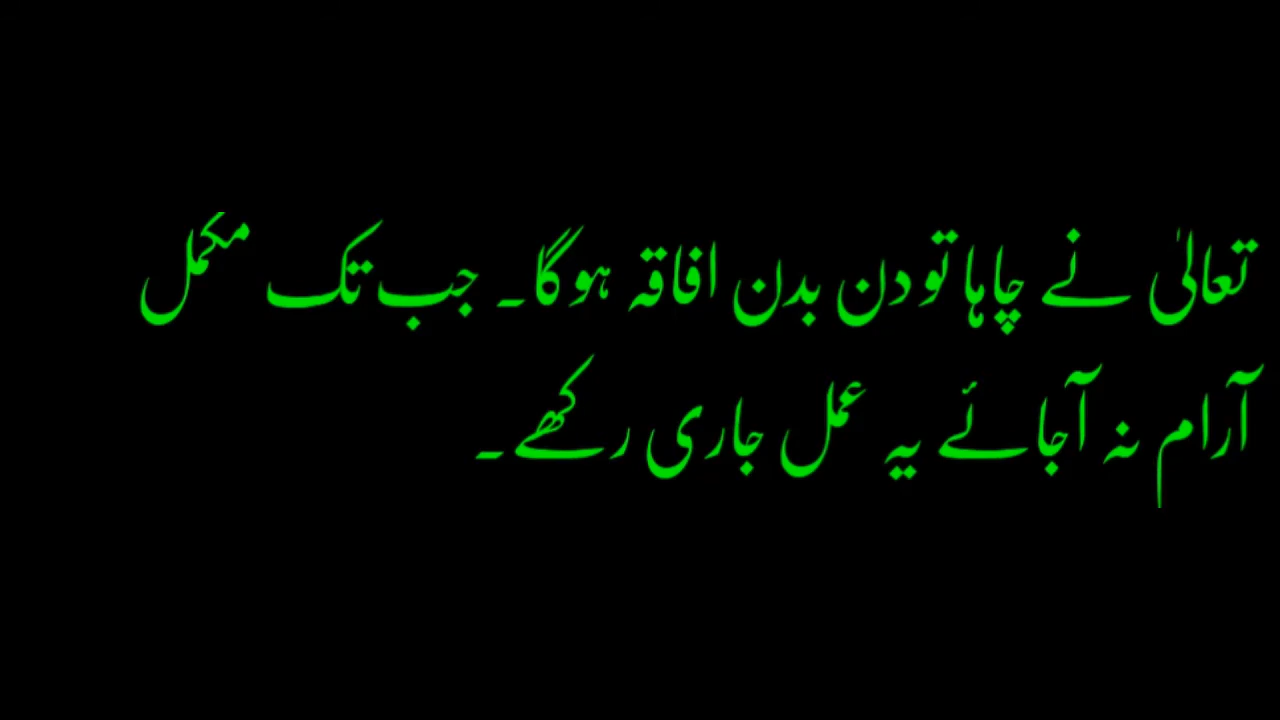 تعالیٰ نے چاہا تو دن بدن افاقہ ہوگا۔ جب تک مکمل
آرام نہ آجائے یہ عمل جاری رکھے۔